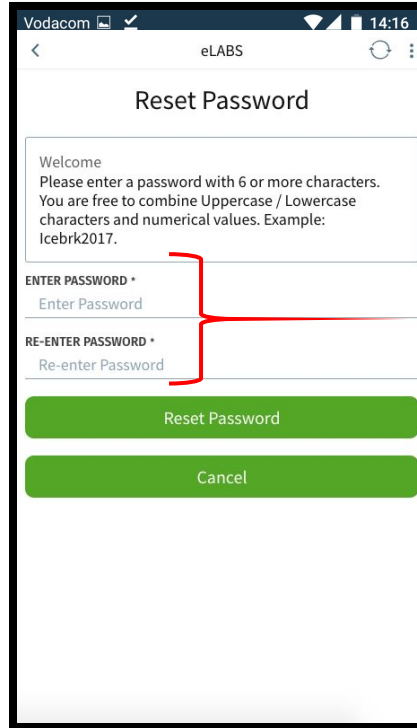 Vodacom 14:16
eLABS
Reset Password
Welcome
Please enter a password with 6 or more characters.
You are free to combine Uppercase / Lowercase
characters and numerical values. Example:
Icebrk2017.
ENTER PASSWORD *
Enter Password
RE-ENTER PASSWORD *
Re-enter Password
Reset Password
Cancel